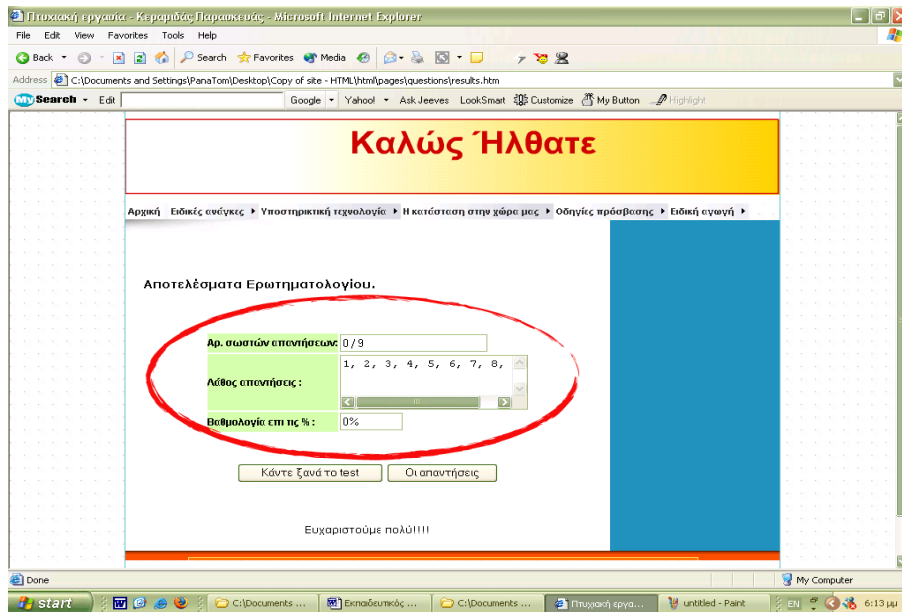 Πτυχιακή εργασία - Κεραμιδάς Παρασκευάς - Microsoft Internet Explorer
File Edit View Favorites Tools Help
Back Search Favorites Media
Address C:\Documents and Settings\PanaTom\Desktop\Copy of site - HTML\html\pages\questions\results.htm
My Search Edit Google Yahoo! Ask Jeeves LookSmart Customize My Button Highlight
Καλώς Ήλθατε
Αρχική Ειδικές ανάγκες Υποστηρικτική τεχνολογία Η κατάσταση στην χώρα μας Οδηγίες πρόσβασης Ειδική αγωγή
Αποτελέσματα Ερωτηματολογίου.
Αρ. σωστών απαντήσεων: 0/9
1, 2, 3, 4, 5, 6, 7, 8,
Λάθος απαντήσεις :
Βαθμολογία επι τις % : 0%
Κάντε ξανά το test Οι απαντήσεις
Ευχαριστούμε πολύ!!!!
Done My Computer
start C:\Documents ... Εκπαιδευτικός ... C:\Documents ... Πτυχιακή εργα... untitled - Paint EN 6:13 μμ